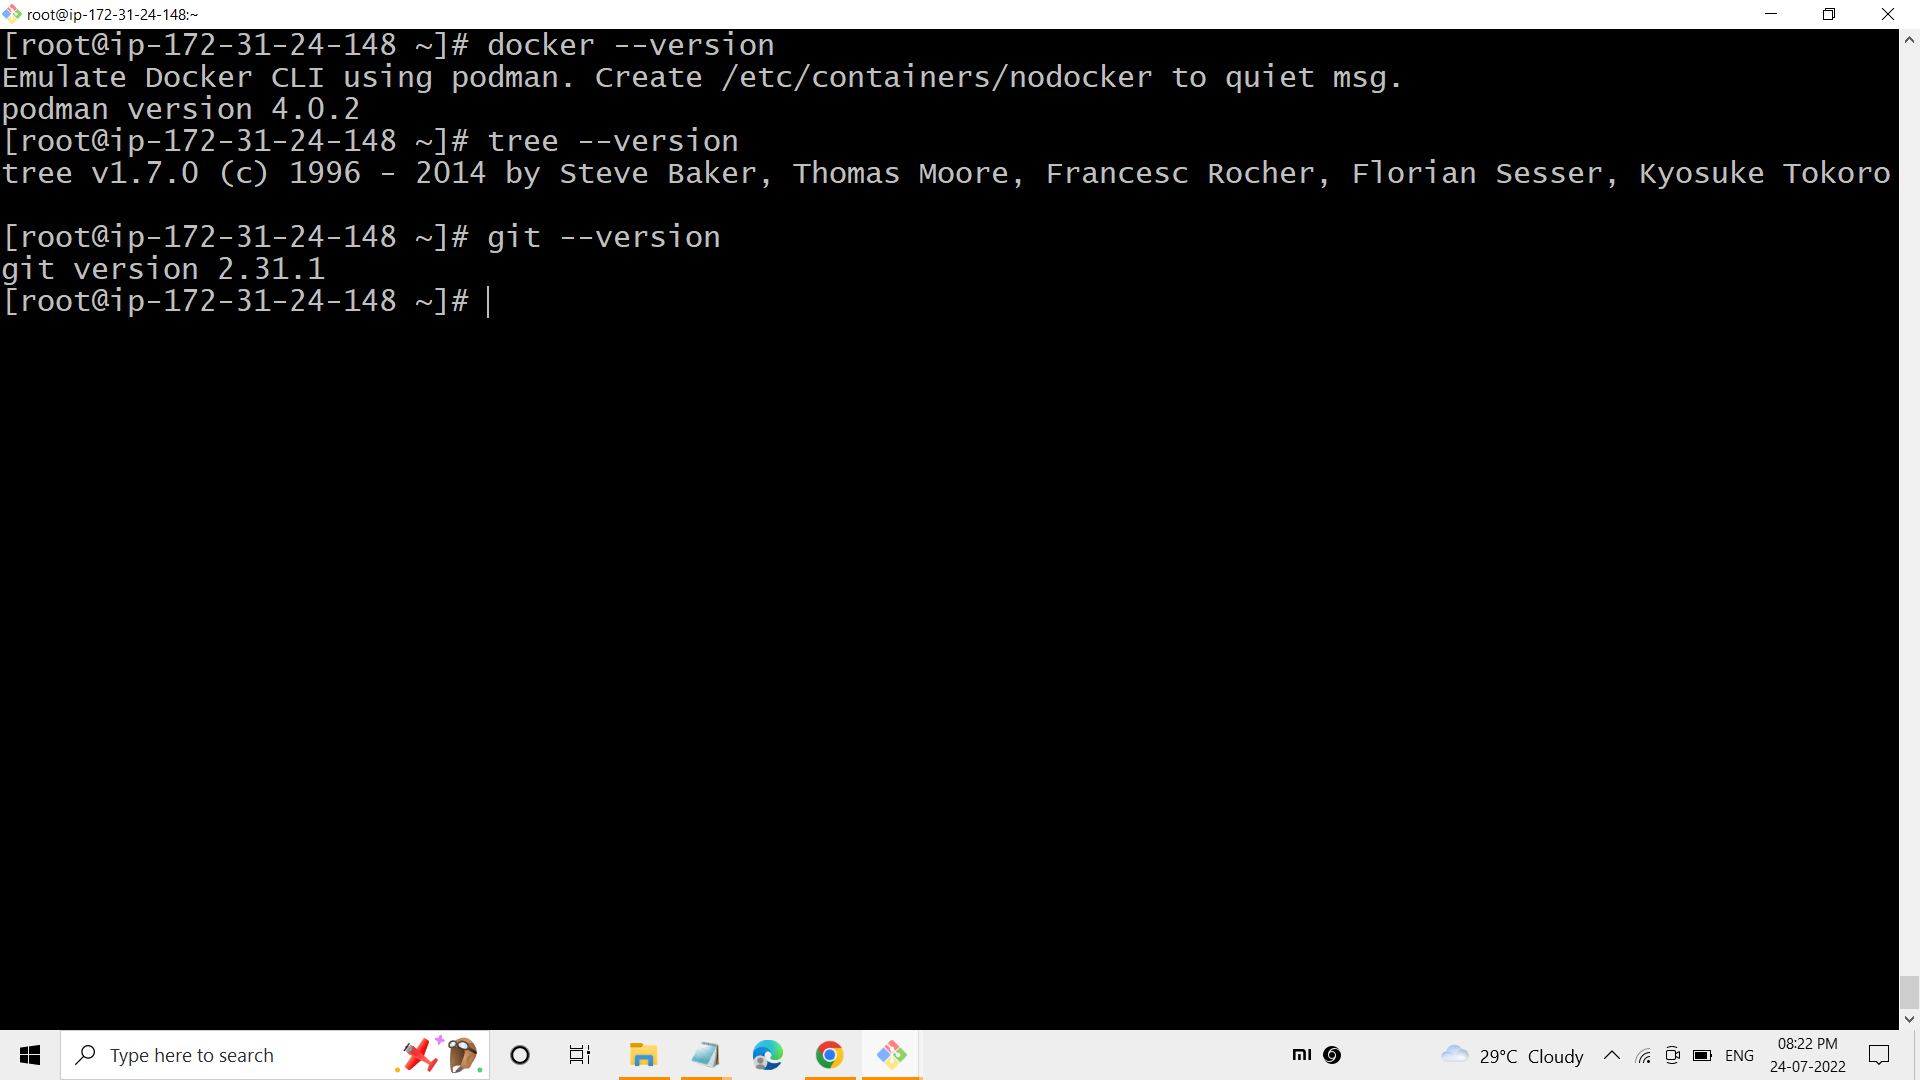 root@ip-172-31-24-148:~
[root@ip-172-31-24-148 ~]# docker --version
Emulate Docker CLI using podman. Create /etc/containers/nodocker to quiet msg.
podman version 4.0.2
[root@ip-172-31-24-148 ~]# tree --version
tree v1.7.0 (c) 1996 - 2014 by Steve Baker, Thomas Moore, Francesc Rocher, Florian Sesser, Kyosuke Tokoro
[root@ip-172-31-24-148 ~]# git --version
git version 2.31.1
[root@ip-172-31-24-148 ~]#
Type here to search
29°C Cloudy
ENG
08:22 PM
24-07-2022